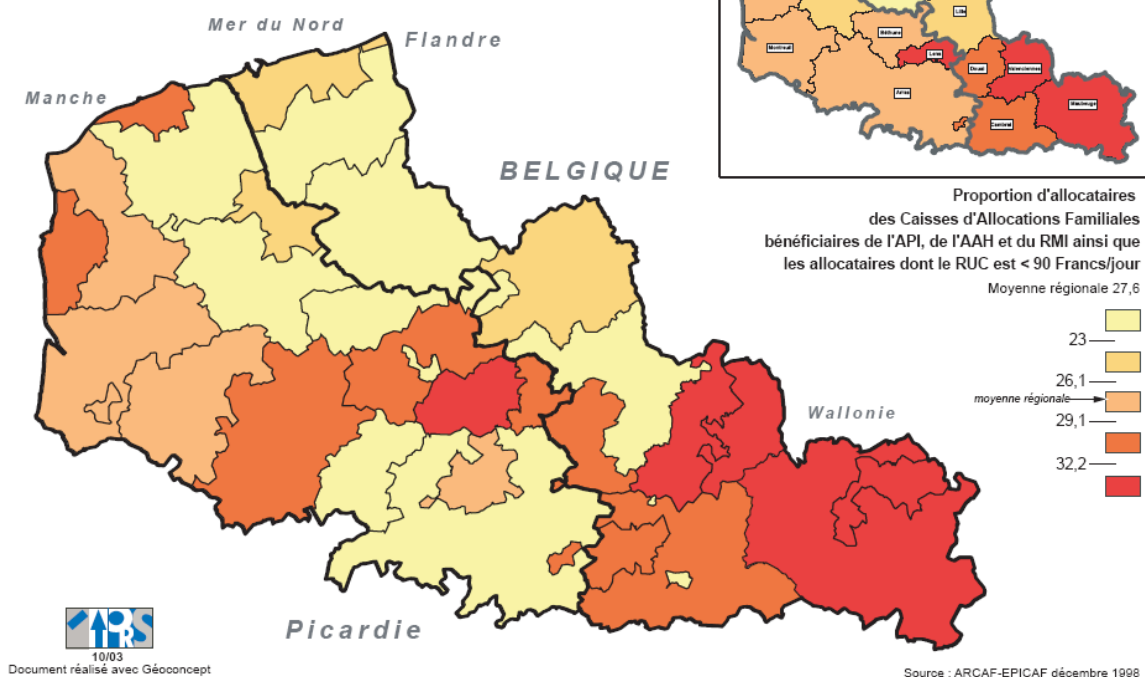 Mer du Nord
Flandre
Manche
BELGIQUE
Lille
Béthune
Lens
Montreuil
Douai
Valenciennes
Arras
Maubeuge
Cambrai
Proportion d'allocataires
des Caisses d'Allocations Familiales
bénéficiaires de l'API, de l'AAH et du RMI ainsi que
les allocataires dont le RUC est < 90 Francs/jour
Moyenne régionale 27,6
23
26,1
moyenne régionale
29,1
32,2
Wallonie
Picardie
10/03
Document réalisé avec Géoconcept
Source : ARCAF-EPICAF décembre 1998